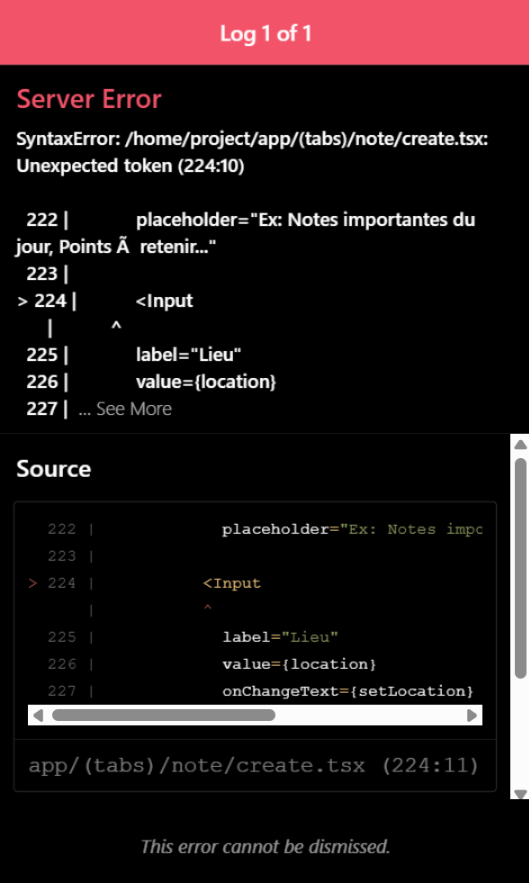 Log 1 of 1
Server Error
SyntaxError: /home/project/app/(tabs)/note/create.tsx:
Unexpected token (224:10)
222 | placeholder="Ex: Notes importantes du
jour, Points Ã  retenir..."
223 |
> 224 | <Input
| ^
225 | label="Lieu"
226 | value={location}
227 | ... See More
Source
222 | placeholder="Ex: Notes impo
223 |
> 224 | <Input
| ^
225 | label="Lieu"
226 | value={location}
227 | onChangeText={setLocation}
app/(tabs)/note/create.tsx (224:11)
This error cannot be dismissed.